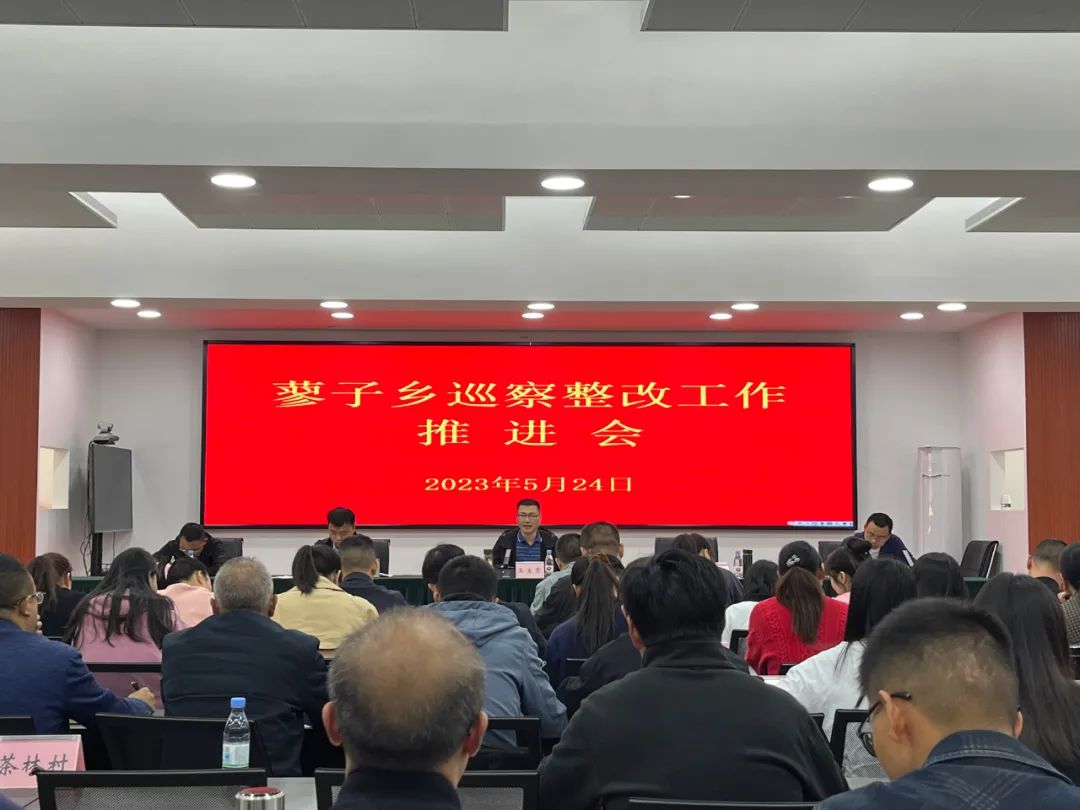 蓼子乡巡察整改工作
推进会
2023年5月24日
茶林村